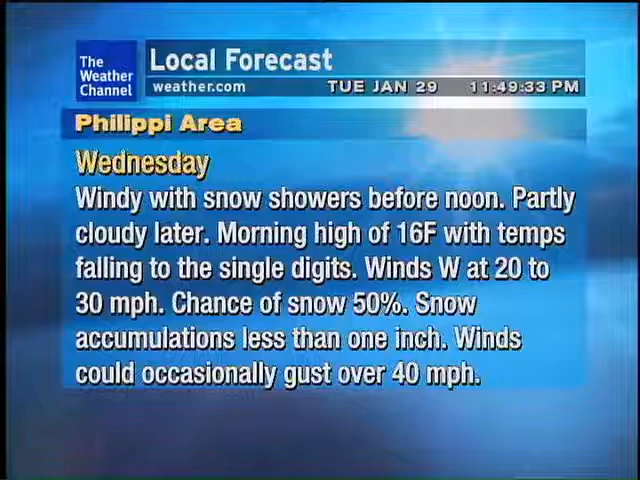 The
Weather
Channel
Local Forecast
weather.com TUE JAN 29 11:49:33 PM
Philippi Area
Wednesday
Windy with snow showers before noon. Partly
cloudy later. Morning high of 16F with temps
falling to the single digits. Winds W at 20 to
30 mph. Chance of snow 50%. Snow
accumulations less than one inch. Winds
could occasionally gust over 40 mph.